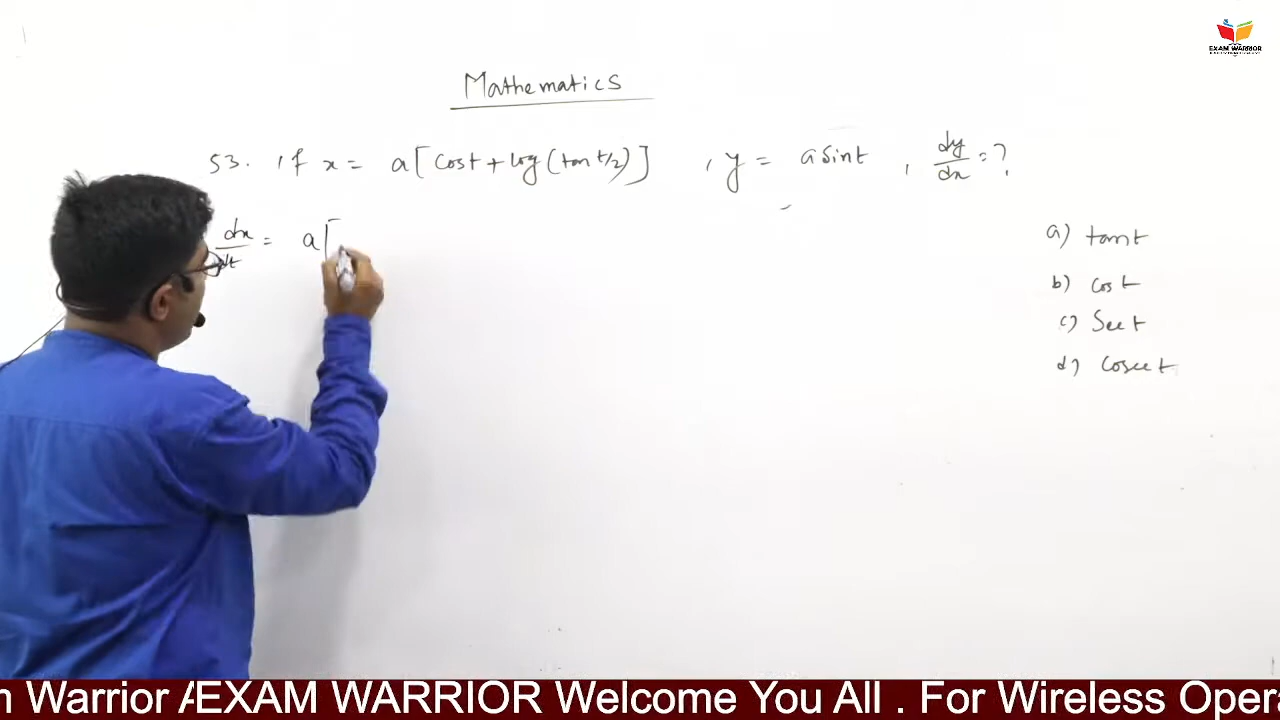 EXAM WARRIOR
Mathematics
53. If x = a[cost + log(tan t/2)] , y = a sint , dy/dx = ?
dx/dt = a[
a) tant
b) cost
c) Sect
d) Cosect
m Warrior A EXAM WARRIOR Welcome You All . For Wireless Opera